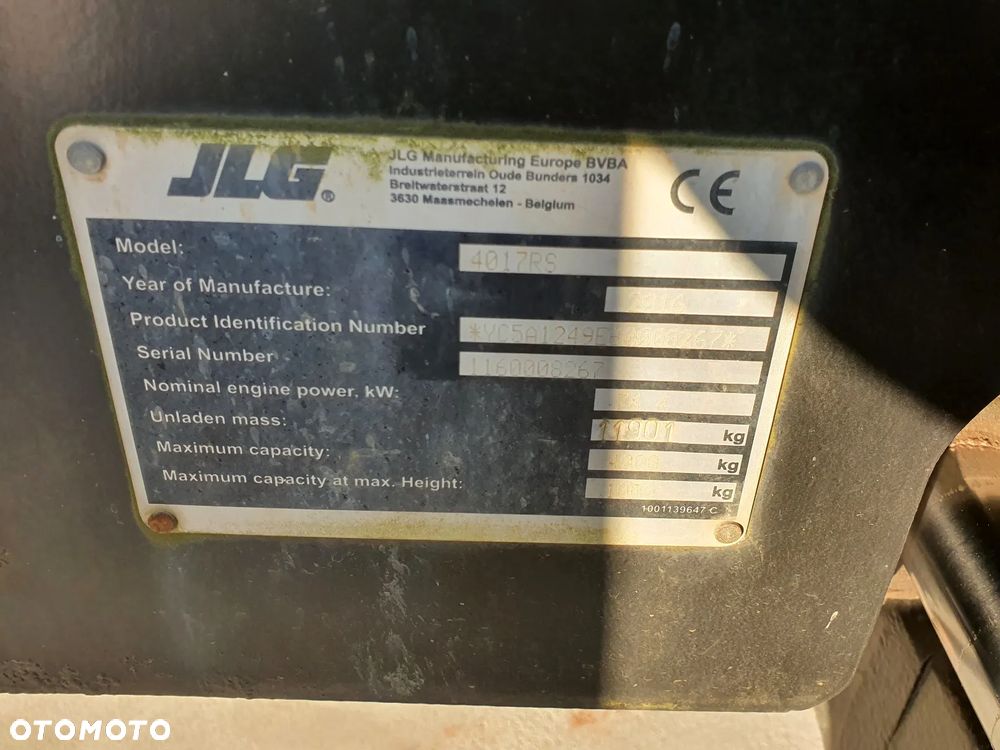 JLG®
JLG Manufacturing Europe BVBA
Industrieterrein Oude Bunders 1034
Breitwaterstraat 12
3630 Maasmechelen - Belgium
CE
Model: 4017RS
Year of Manufacture:
Product Identification Number
Serial Number 1160008267
Nominal engine power, kW:
Unladen mass: 11901 kg
Maximum capacity: kg
Maximum capacity at max. Height: kg
1001139647 C
OTOMOTO